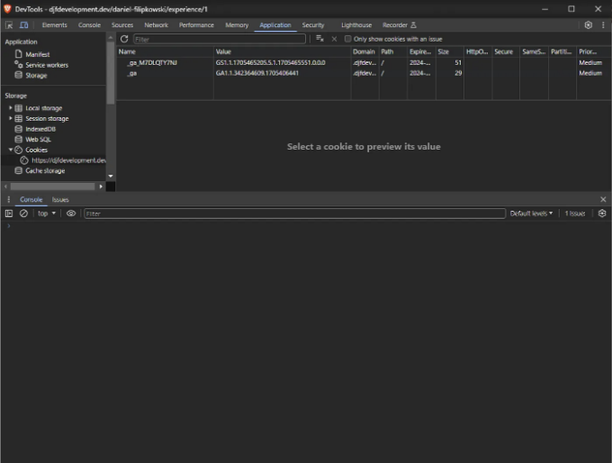 DevTools - djfdevelopment.dev/daniel-filipkowski/experience/1
Elements Console Sources Network Performance Memory Application Security Lighthouse Recorder
Application
Manifest
Service workers
Storage
Storage
Local storage
Session storage
IndexedDB
Web SQL
Cookies
https://djfdevelopment.dev
Cache storage
Filter Only show cookies with an issue
Name Value Domain Path Expire... Size HttpO... Secure SameS... Partiti... Prior...
_ga_M7DLQTY7NJ GS1.1.1705465205.5.1.1705465551.0.0.0 .djfdev... / 2024-... 51 Medium
_ga GA1.1.342364609.1705406441 .djfdev... / 2024-... 29 Medium
Select a cookie to preview its value
Console Issues
top Filter Default levels 1 Issue: